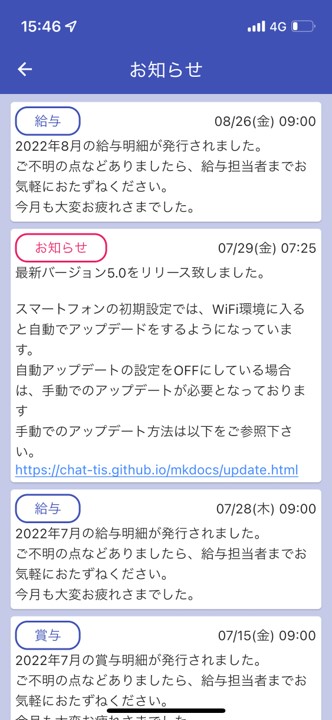 15:46
4G
お知らせ
給与
08/26(金) 09:00
2022年8月の給与明細が発行されました。
ご不明の点などありましたら、給与担当者までお
気軽におたずねください。
今月も大変お疲れさまでした。
お知らせ
07/29(金) 07:25
最新バージョン5.0をリリース致しました。
スマートフォンの初期設定では、WiFi環境に入る
と自動でアップデードをするようになっていま
す。
自動アップデートの設定をOFFにしている場合
は、手動でのアップデートが必要となっております
手動でのアップデート方法は以下をご参照下さ
い。
https://chat-tis.github.io/mkdocs/update.html
給与
07/28(木) 09:00
2022年7月の給与明細が発行されました。
ご不明の点などありましたら、給与担当者までお
気軽におたずねください。
今月も大変お疲れさまでした。
賞与
07/15(金) 09:00
2022年7月の賞与明細が発行されました。
ご不明の点などありましたら、給与担当者までお
気軽におたずねください。
今月も大変お疲れさまでした。